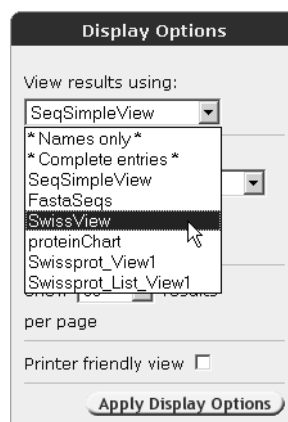 Display Options
View results using:
SeqSimpleView
* Names only *
* Complete entries *
SeqSimpleView
FastaSeqs
SwissView
proteinChart
Swissprot_View1
Swissprot_List_View1
results
per page
Printer friendly view
Apply Display Options